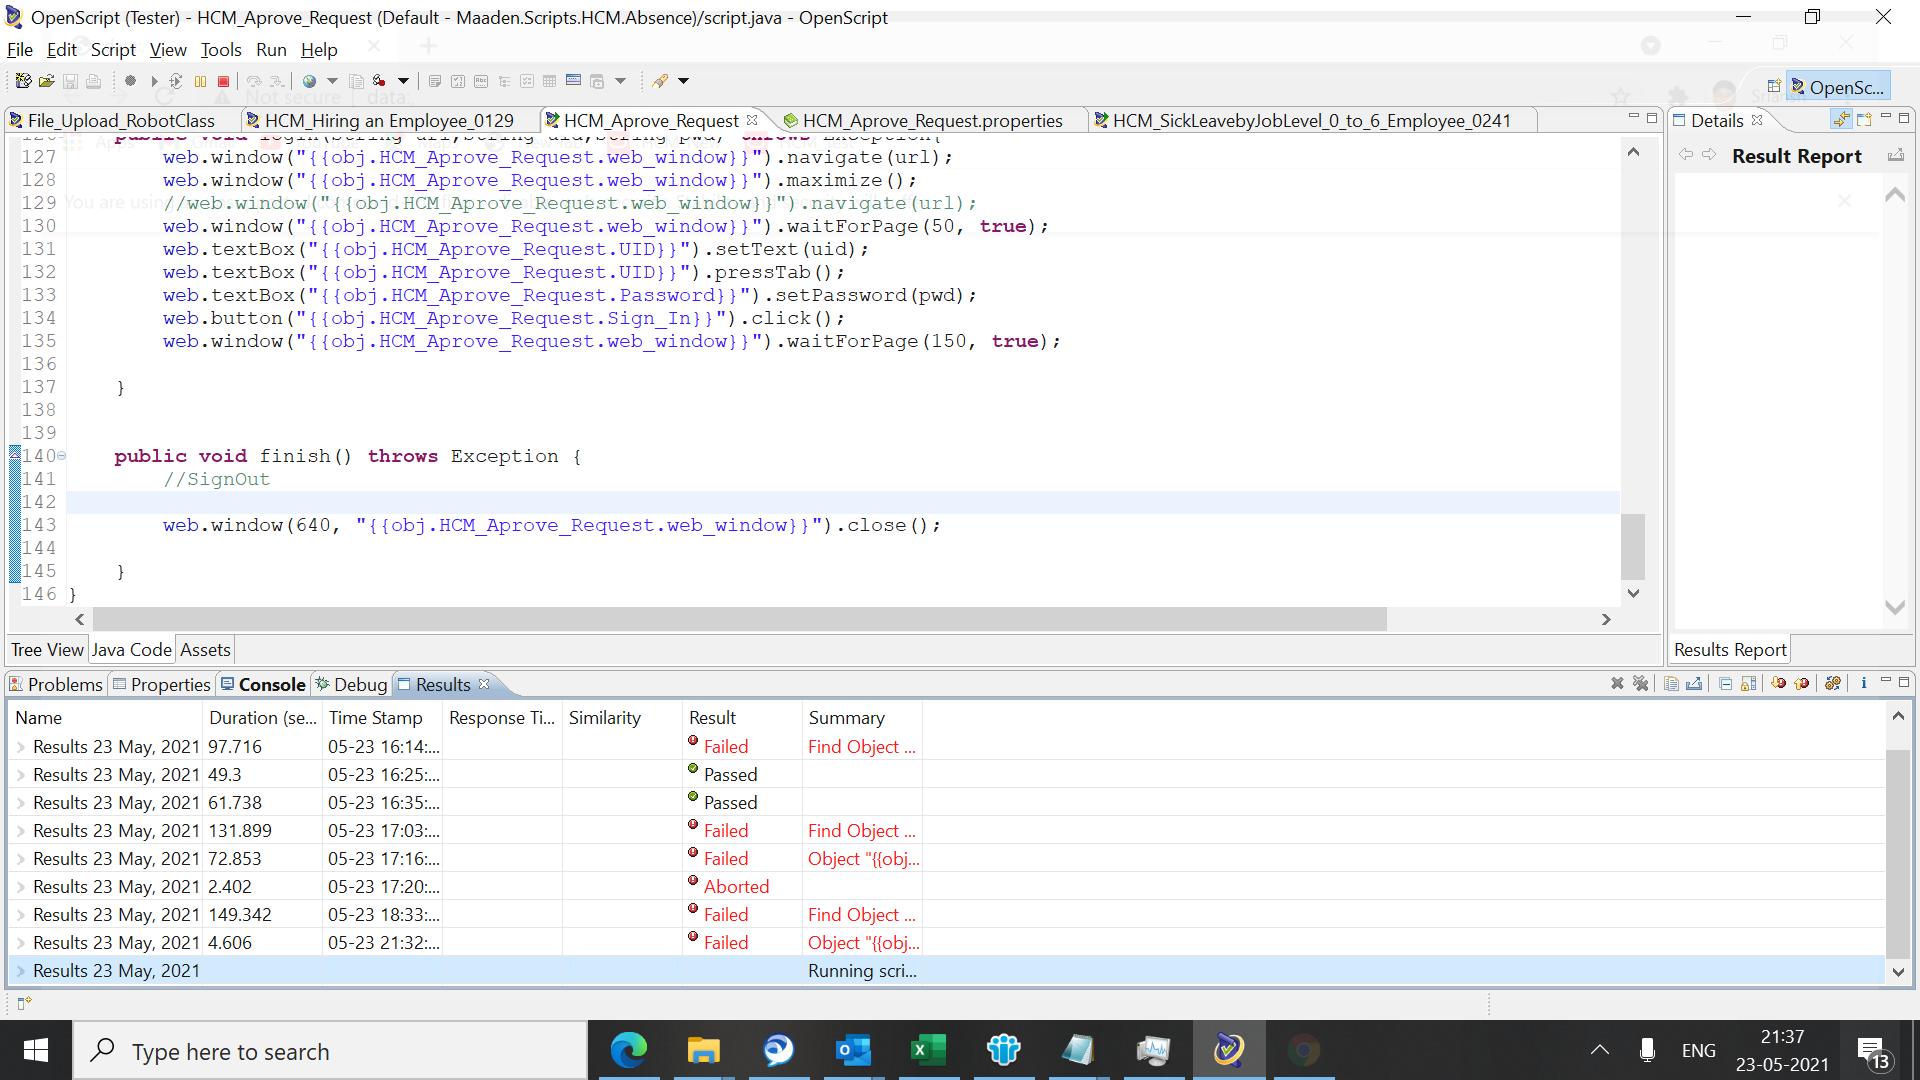 OpenScript (Tester) - HCM_Aprove_Request (Default - Maaden.Scripts.HCM.Absence)/script.java - OpenScript
File Edit Script View Tools Run Help
Not secure data:
OpenSc...
File_Upload_RobotClass HCM_Hiring an Employee_0129 HCM_Aprove_Request HCM_Aprove_Request.properties HCM_SickLeavebyJobLevel_0_to_6_Employee_0241
Details
Result Report
127 web.window("{{obj.HCM_Aprove_Request.web_window}}").navigate(url);
128 web.window("{{obj.HCM_Aprove_Request.web_window}}").maximize();
You are using
129 //web.window("{{obj.HCM_Aprove_Request.web_window}}").navigate(url);
130 web.window("{{obj.HCM_Aprove_Request.web_window}}").waitForPage(50, true);
131 web.textBox("{{obj.HCM_Aprove_Request.UID}}").setText(uid);
132 web.textBox("{{obj.HCM_Aprove_Request.UID}}").pressTab();
133 web.textBox("{{obj.HCM_Aprove_Request.Password}}").setPassword(pwd);
134 web.button("{{obj.HCM_Aprove_Request.Sign_In}}").click();
135 web.window("{{obj.HCM_Aprove_Request.web_window}}").waitForPage(150, true);
136
137 }
138
139
140 public void finish() throws Exception {
141 //SignOut
142
143 web.window(640, "{{obj.HCM_Aprove_Request.web_window}}").close();
144
145 }
146 }
Tree View Java Code Assets
Results Report
Problems Properties Console Debug Results
Name Duration (se... Time Stamp Response Ti... Similarity Result Summary
Results 23 May, 2021 97.716 05-23 16:14:... Failed Find Object ...
Results 23 May, 2021 49.3 05-23 16:25:... Passed
Results 23 May, 2021 61.738 05-23 16:35:... Passed
Results 23 May, 2021 131.899 05-23 17:03:... Failed Find Object ...
Results 23 May, 2021 72.853 05-23 17:16:... Failed Object "{{obj...
Results 23 May, 2021 2.402 05-23 17:20:... Aborted
Results 23 May, 2021 149.342 05-23 18:33:... Failed Find Object ...
Results 23 May, 2021 4.606 05-23 21:32:... Failed Object "{{obj...
Results 23 May, 2021 Running scri...
Type here to search
ENG
21:37
23-05-2021
13